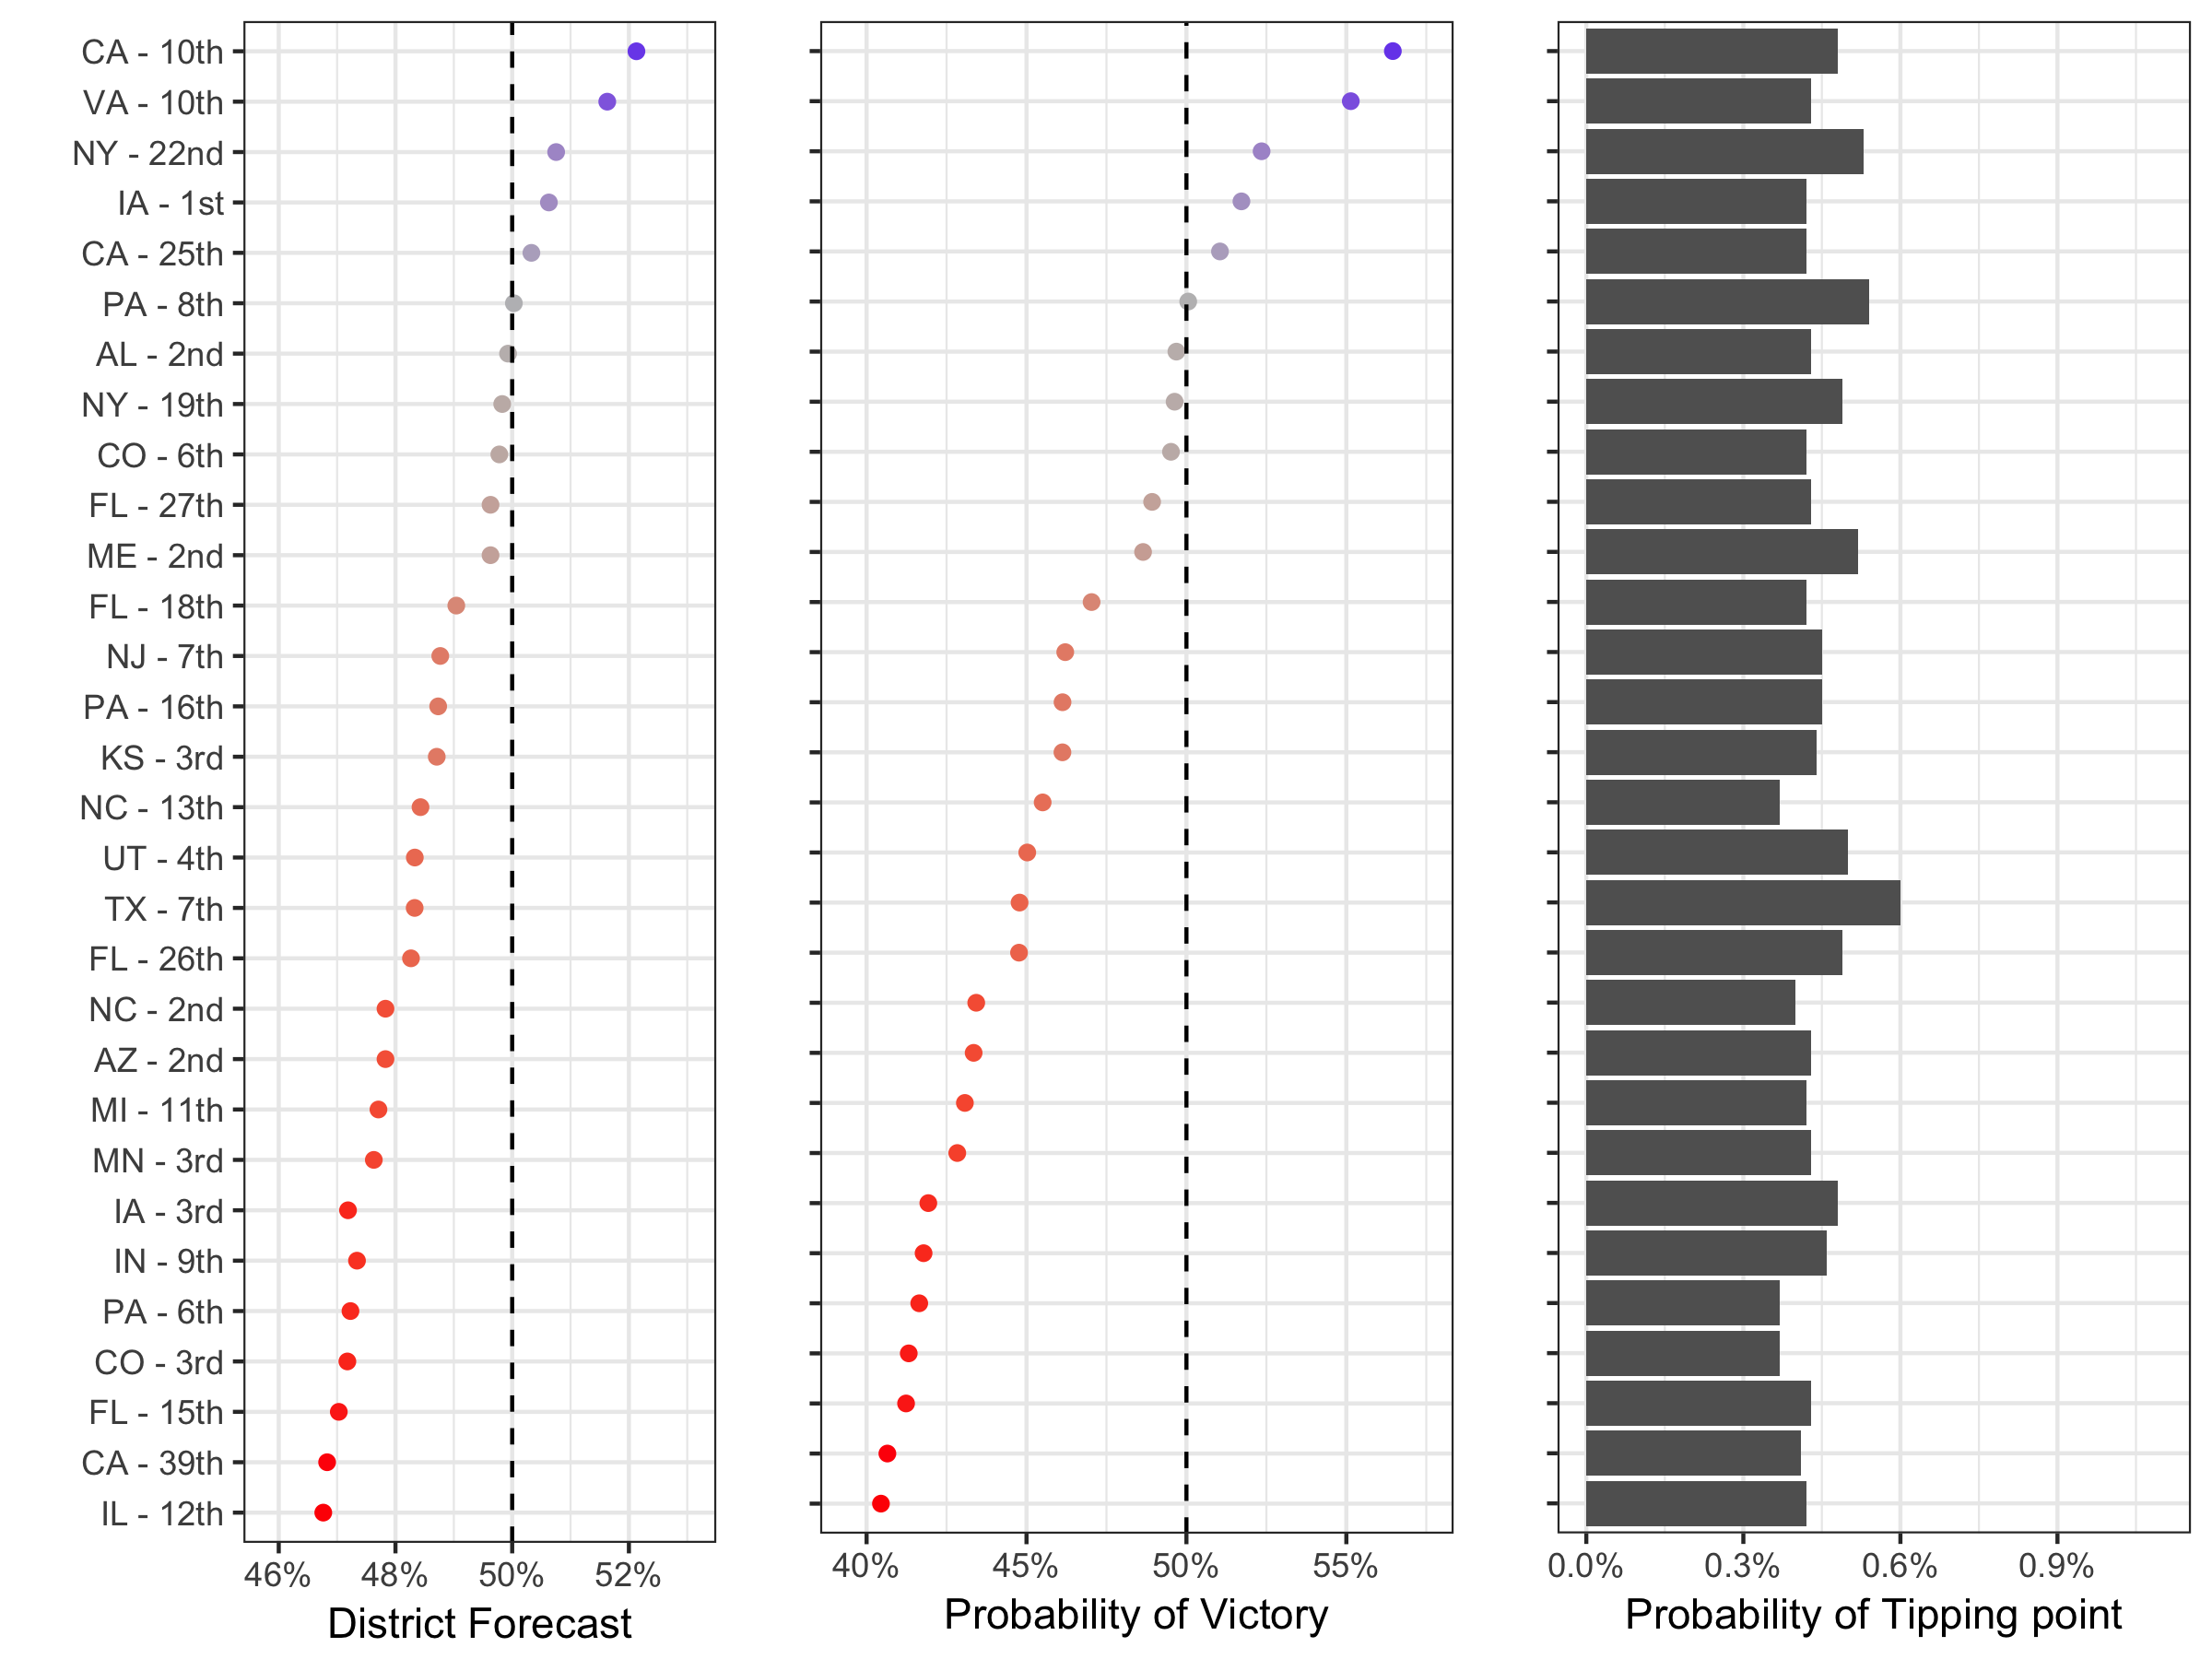 CA - 10th
VA - 10th
NY - 22nd
IA - 1st
CA - 25th
PA - 8th
AL - 2nd
NY - 19th
CO - 6th
FL - 27th
ME - 2nd
FL - 18th
NJ - 7th
PA - 16th
KS - 3rd
NC - 13th
UT - 4th
TX - 7th
FL - 26th
NC - 2nd
AZ - 2nd
MI - 11th
MN - 3rd
IA - 3rd
IN - 9th
PA - 6th
CO - 3rd
FL - 15th
CA - 39th
IL - 12th
46% 48% 50% 52%
District Forecast
40% 45% 50% 55%
Probability of Victory
0.0% 0.3% 0.6% 0.9%
Probability of Tipping point